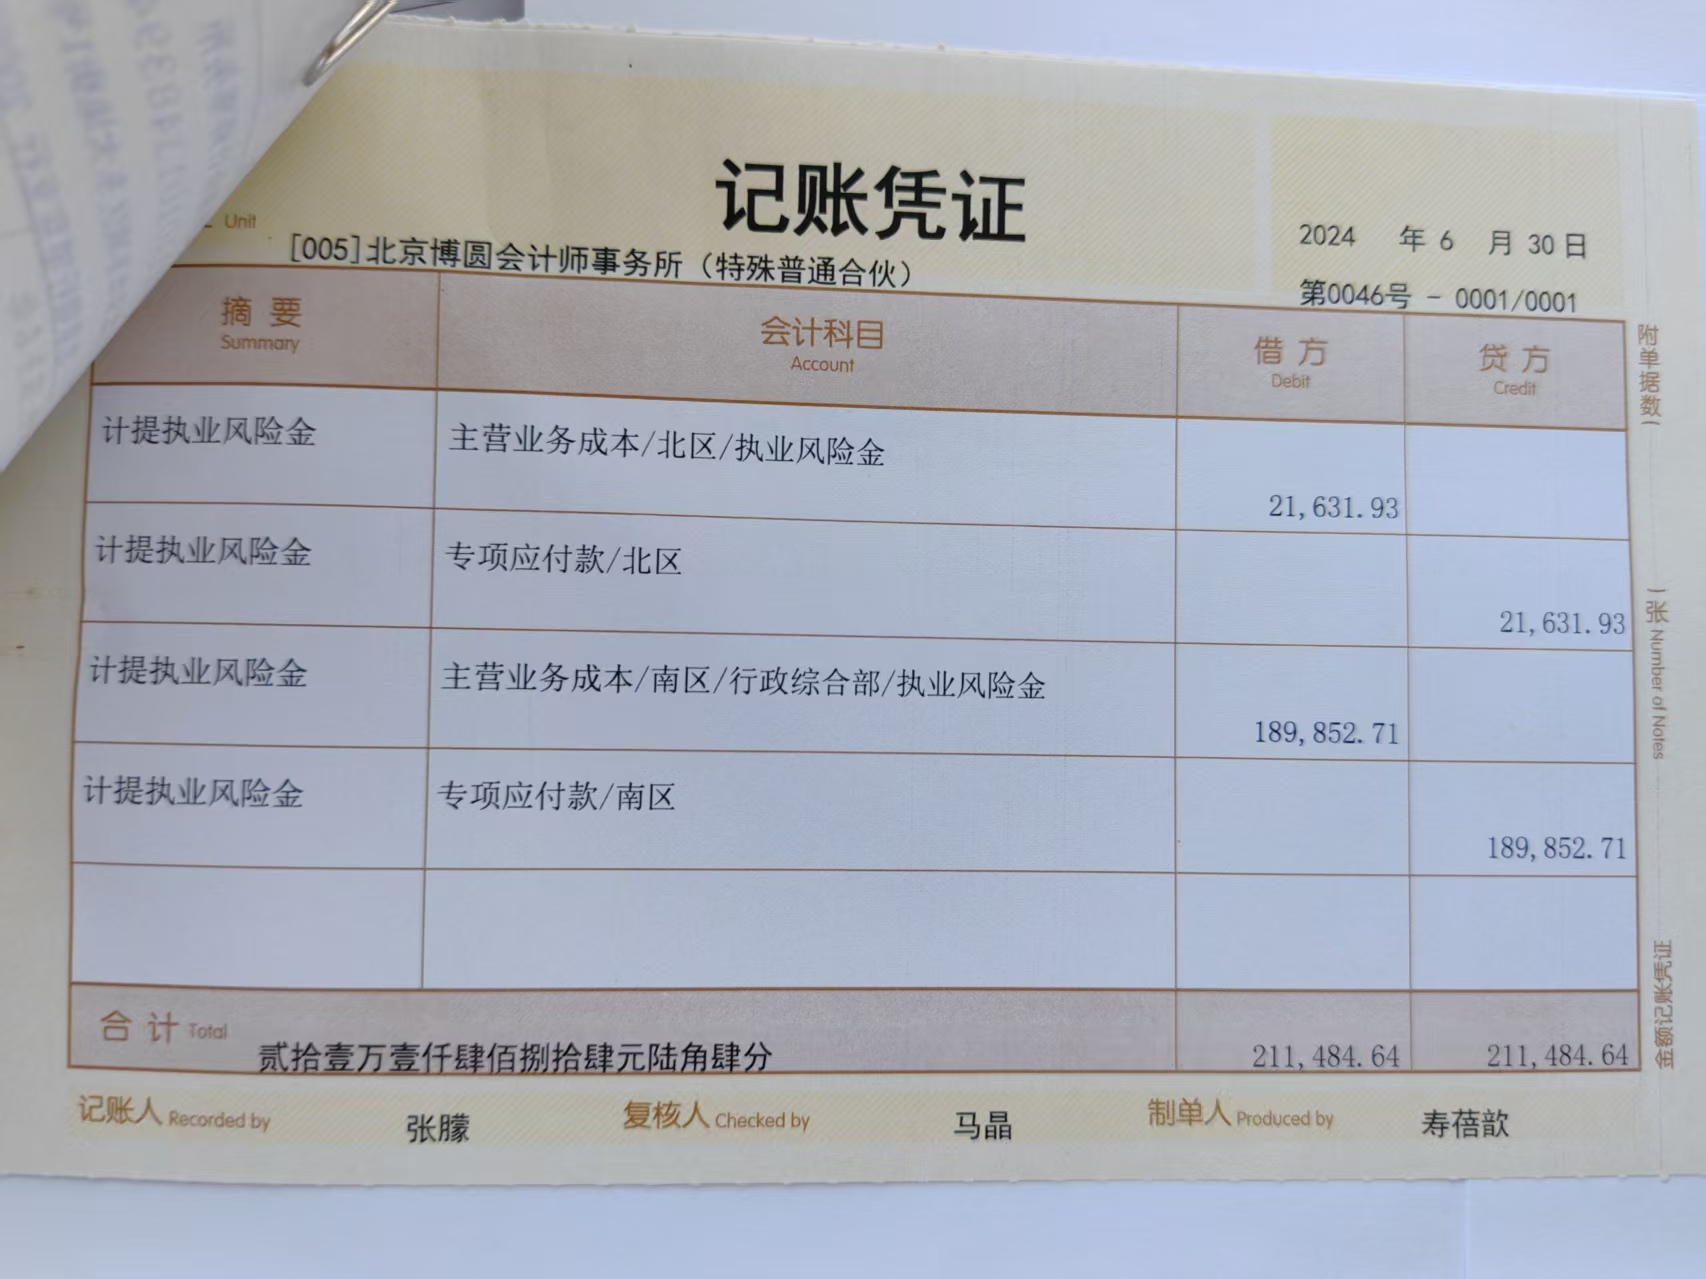 记账凭证
Unit
[005]北京博圆会计师事务所（特殊普通合伙）
2024 年 6 月 30 日
第0046号 - 0001/0001
摘要 会计科目 借方 贷方
Summary Account Debit Credit
计提执业风险金 主营业务成本/北区/执业风险金 21,631.93
计提执业风险金 专项应付款/北区 21,631.93
计提执业风险金 主营业务成本/南区/行政综合部/执业风险金 189,852.71
计提执业风险金 专项应付款/南区 189,852.71
合计 Total 贰拾壹万壹仟肆佰捌拾肆元陆角肆分 211,484.64 211,484.64
记账人 Recorded by 张朦 复核人 Checked by 马晶 制单人 Produced by 寿蓓歆
附单据数（ ）张 Number of Notes
金额记账凭证